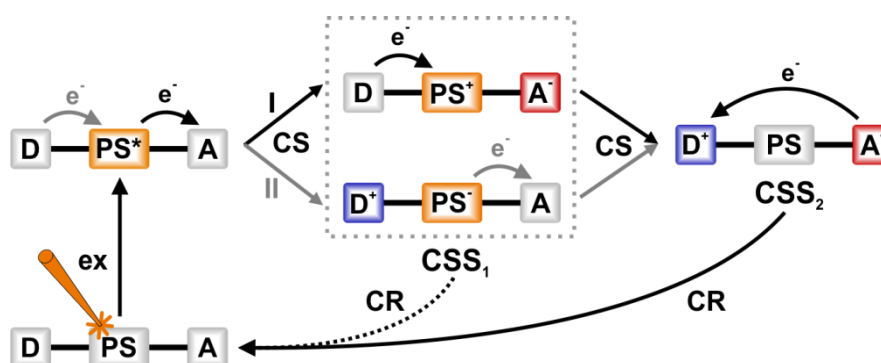 e⁻
D PS⁺ A⁻
e⁻ e⁻
D PS* A
I
CS
II
e⁻
D⁺ PS⁻ A
CS
e⁻
D⁺ PS A⁻
CSS₂
CSS₁
ex
CR
CR
D PS A